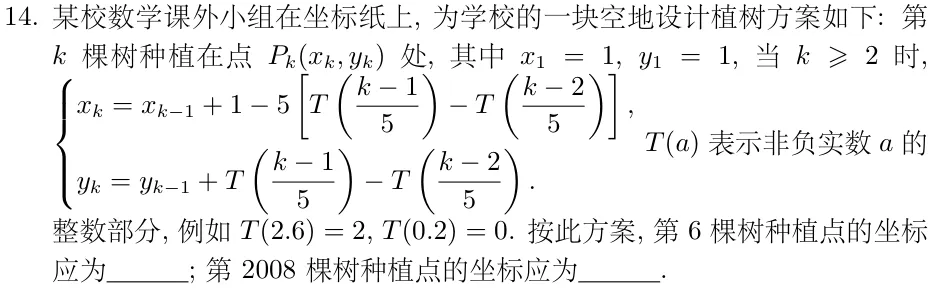 14. 某校数学课外小组在坐标纸上, 为学校的一块空地设计植树方案如下: 第
k 棵树种植在点 P_k(x_k, y_k) 处, 其中 x_1 = 1, y_1 = 1, 当 k ⩾ 2 时,
{ x_k = x_{k−1} + 1 − 5 [ T ( (k − 1)/5 ) − T ( (k − 2)/5 ) ] ,
y_k = y_{k−1} + T ( (k − 1)/5 ) − T ( (k − 2)/5 ) .
T(a) 表示非负实数 a 的
整数部分, 例如 T(2.6) = 2, T(0.2) = 0. 按此方案, 第 6 棵树种植点的坐标
应为______; 第 2008 棵树种植点的坐标应为______.